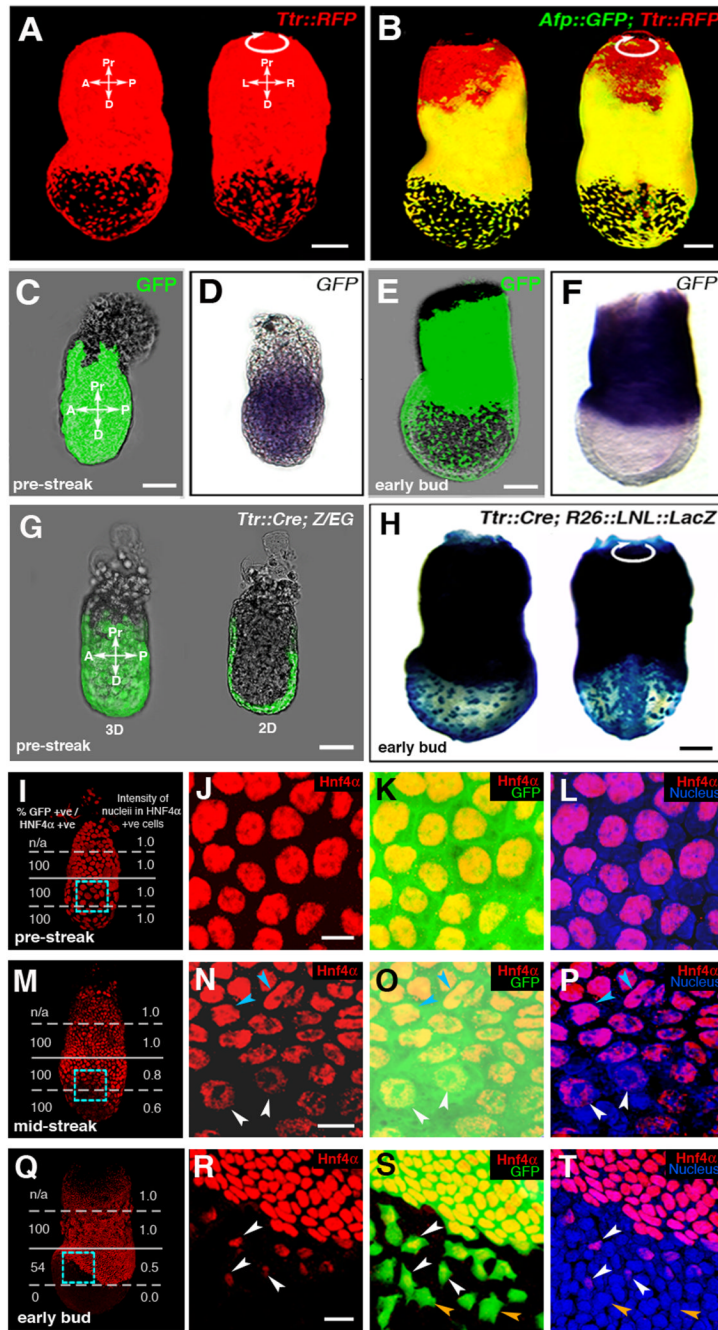 A
Ttr::RFP
Pr
A P
D
Pr
L R
D
B
Afp::GFP; Ttr::RFP
C
GFP
Pr
A P
D
pre-streak
D
GFP
E
GFP
early bud
F
GFP
G
Ttr::Cre; Z/EG
Pr
A P
D
3D
2D
pre-streak
H
Ttr::Cre; R26::LNL::LacZ
early bud
I
% GFP +ve/
HNF4α +ve
Intensity of
nucleii in HNF4α
+ve cells
n/a 1.0
100 1.0
100 1.0
100 1.0
pre-streak
J
Hnf4α
K
Hnf4α
GFP
L
Hnf4α
Nucleus
M
n/a 1.0
100 1.0
100 0.8
100 0.6
mid-streak
N
Hnf4α
O
Hnf4α
GFP
P
Hnf4α
Nucleus
Q
n/a 1.0
100 1.0
54 0.5
0 0.0
early bud
R
Hnf4α
S
Hnf4α
GFP
T
Hnf4α
Nucleus